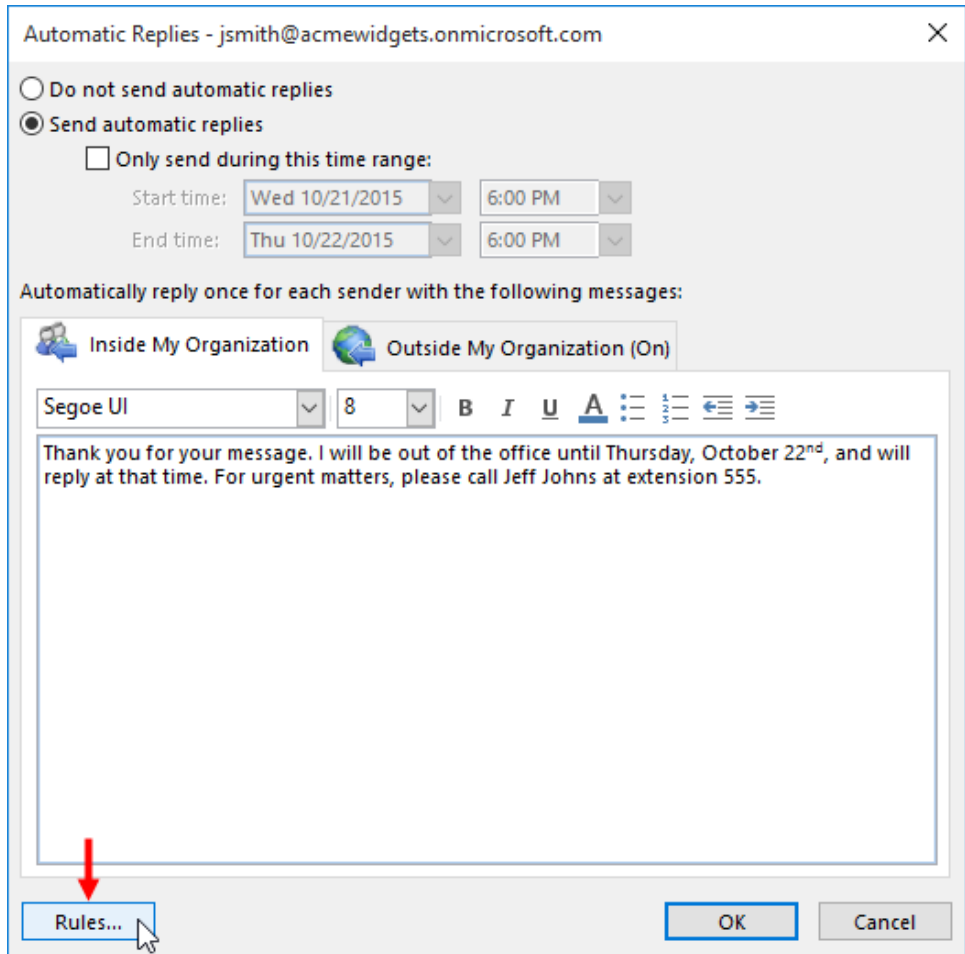 Automatic Replies - jsmith@acmewidgets.onmicrosoft.com
Do not send automatic replies
Send automatic replies
Only send during this time range:
Start time: Wed 10/21/2015 6:00 PM
End time: Thu 10/22/2015 6:00 PM
Automatically reply once for each sender with the following messages:
Inside My Organization Outside My Organization (On)
Segoe UI 8 B I U A
Thank you for your message. I will be out of the office until Thursday, October 22nd, and will
reply at that time. For urgent matters, please call Jeff Johns at extension 555.
Rules... OK Cancel